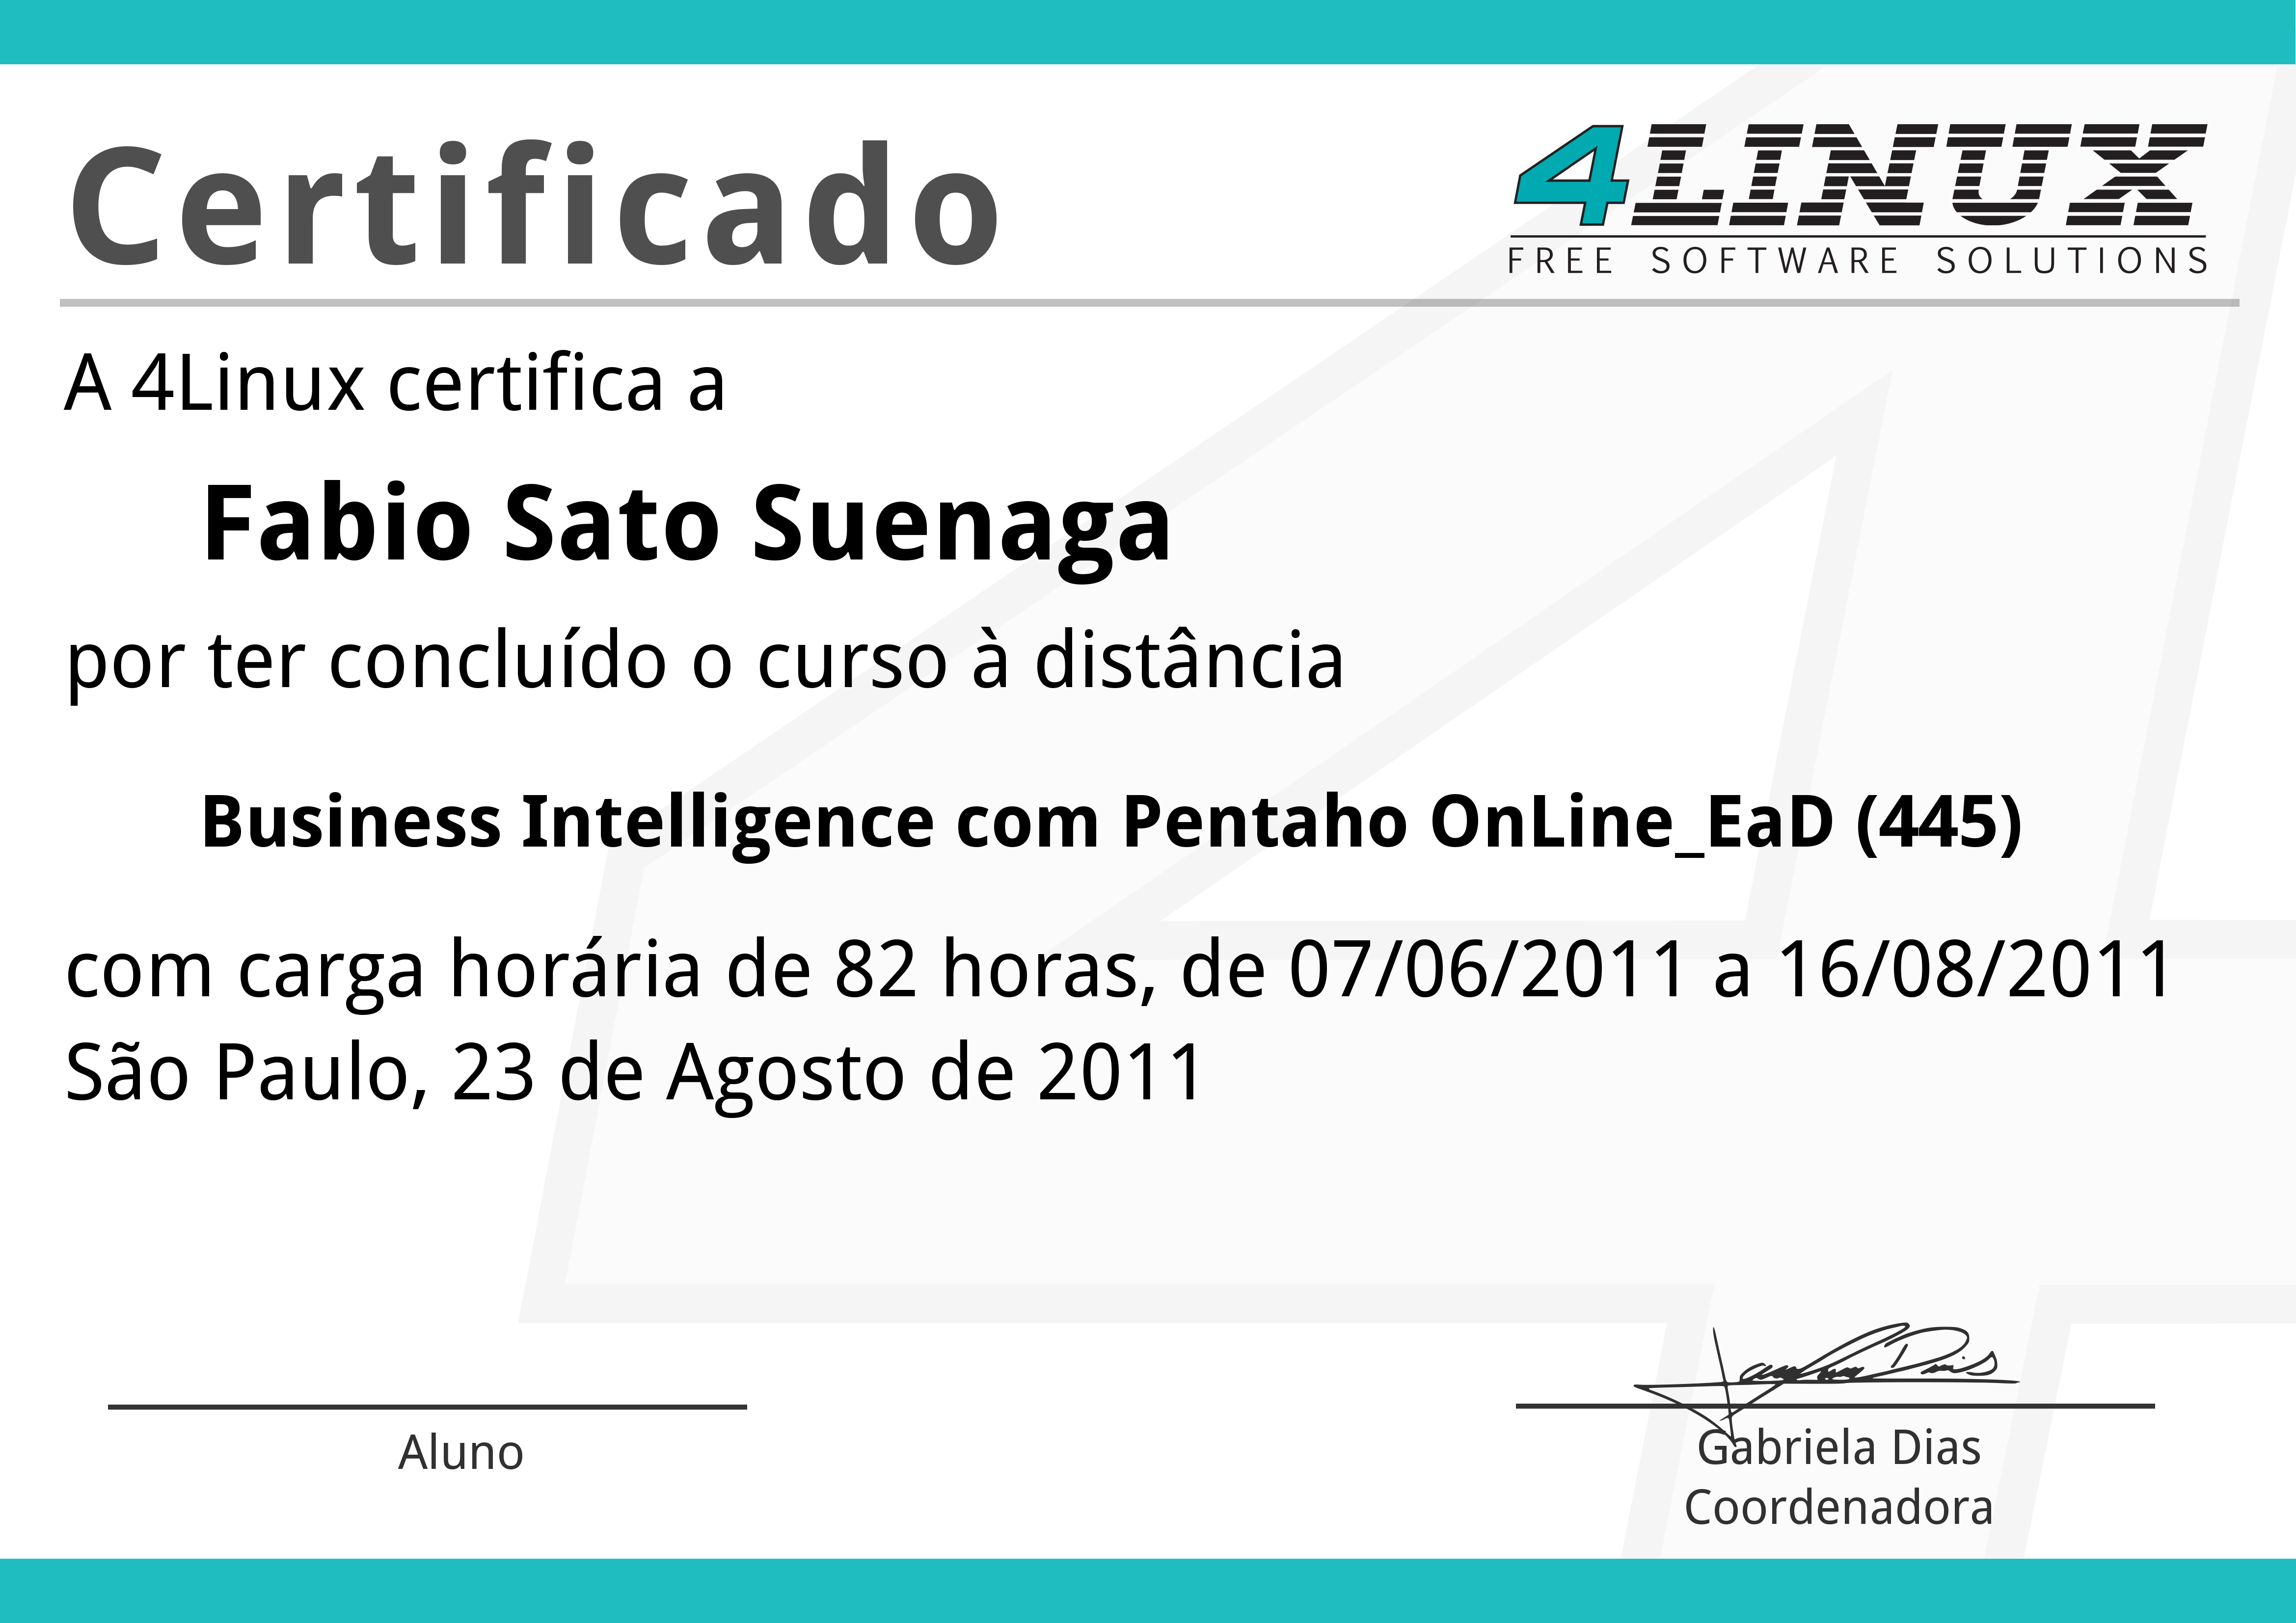 Certificado
4LINUX
FREE SOFTWARE SOLUTIONS
A 4Linux certifica a
Fabio Sato Suenaga
por ter concluído o curso à distância
Business Intelligence com Pentaho OnLine_EaD (445)
com carga horária de 82 horas, de 07/06/2011 a 16/08/2011
São Paulo, 23 de Agosto de 2011
Aluno
Gabriela Dias
Coordenadora